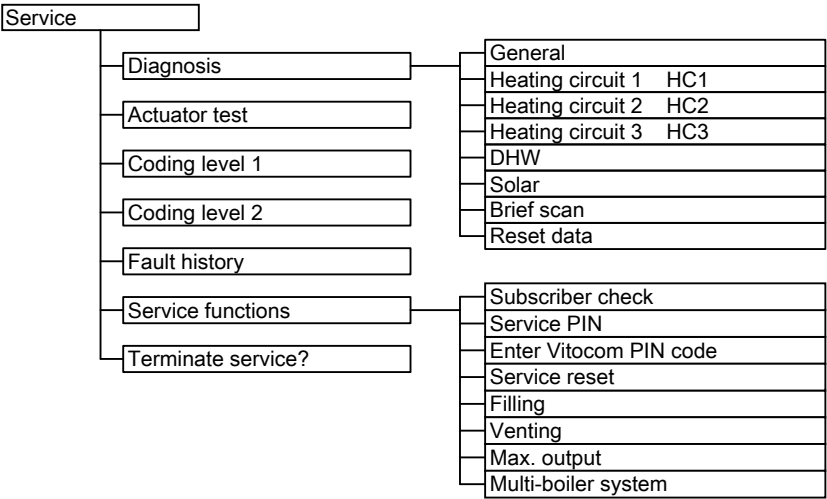 Service
Diagnosis
Actuator test
Coding level 1
Coding level 2
Fault history
Service functions
Terminate service?
General
Heating circuit 1 HC1
Heating circuit 2 HC2
Heating circuit 3 HC3
DHW
Solar
Brief scan
Reset data
Subscriber check
Service PIN
Enter Vitocom PIN code
Service reset
Filling
Venting
Max. output
Multi-boiler system